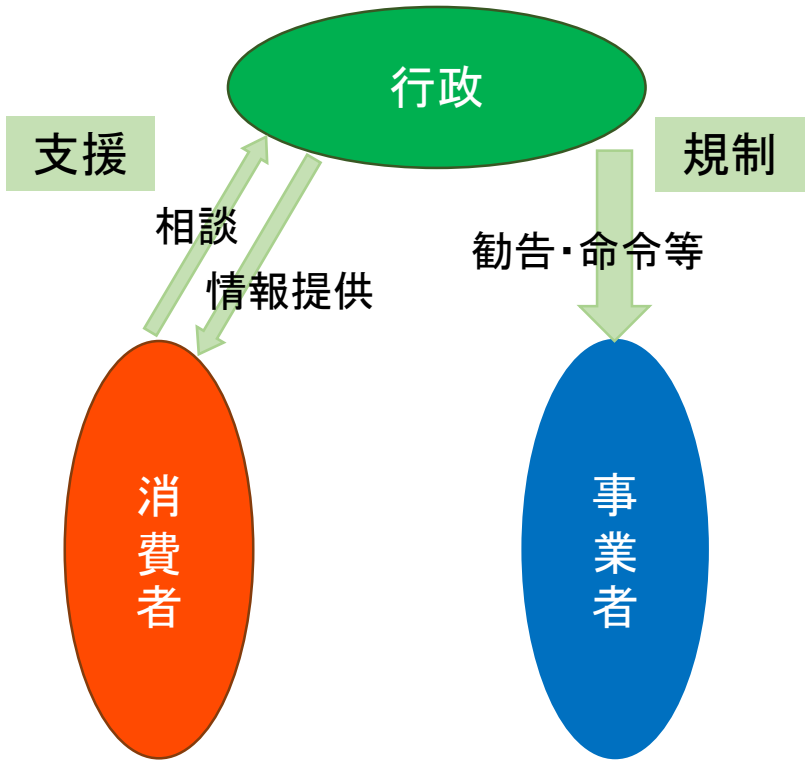 行政
支援
規制
相談
勧告・命令等
情報提供
消費者
事業者